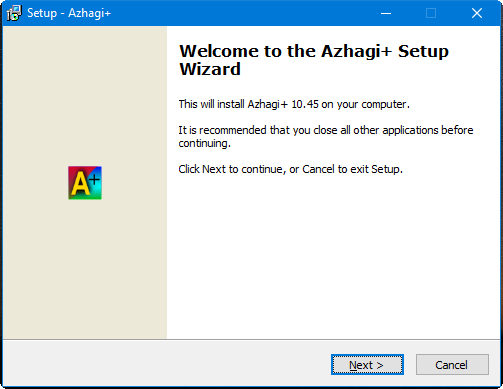 Setup - Azhagi+
Welcome to the Azhagi+ Setup
Wizard
This will install Azhagi+ 10.45 on your computer.
It is recommended that you close all other applications before
continuing.
Click Next to continue, or Cancel to exit Setup.
A+
Next >
Cancel